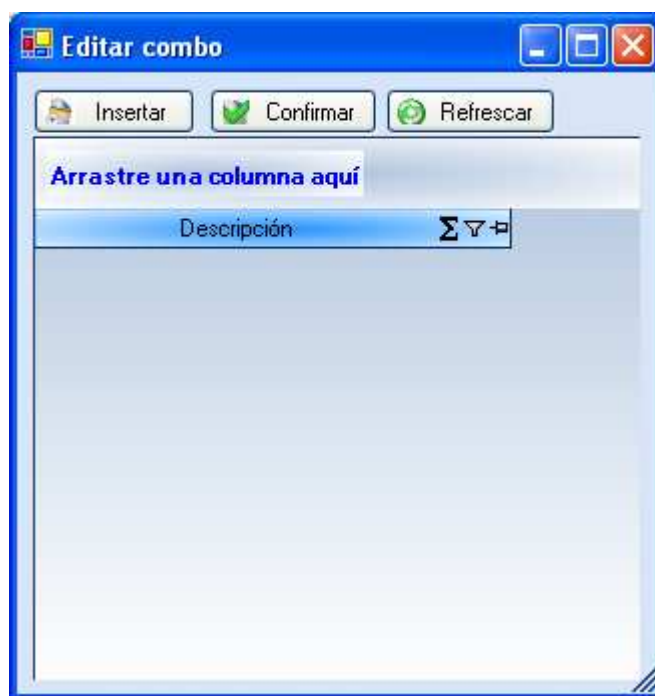 Editar combo
Insertar Confirmar Refrescar
Arrastre una columna aquí
Descripción Σ